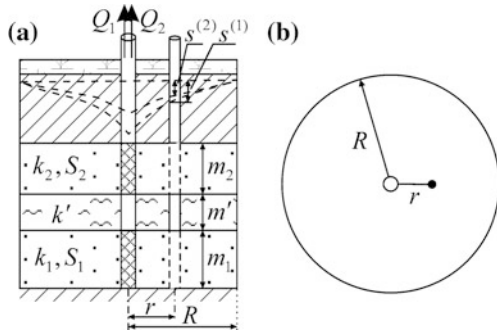 (a)
Q₁ Q₂
s⁽²⁾ s⁽¹⁾
k₂, S₂ m₂
k' m'
k₁, S₁ m₁
r
R
(b)
R
r